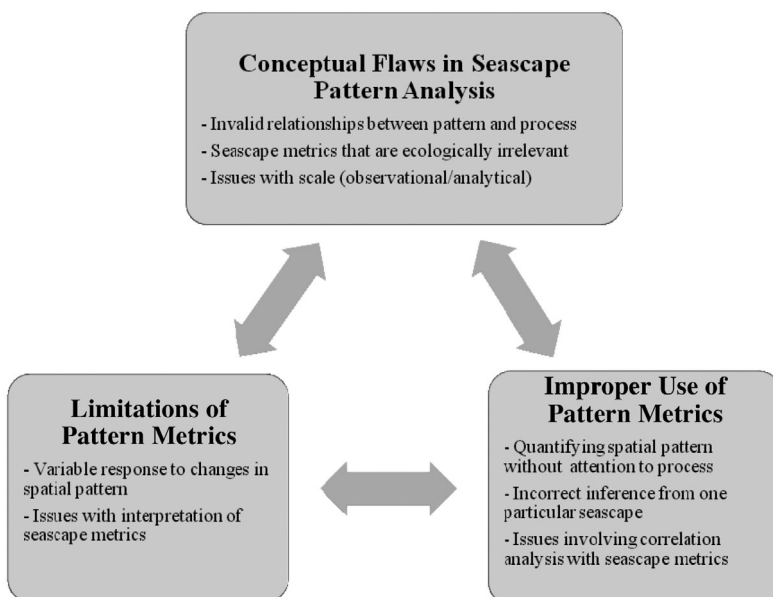 Conceptual Flaws in Seascape
Pattern Analysis
- Invalid relationships between pattern and process
- Seascape metrics that are ecologically irrelevant
- Issues with scale (observational/analytical)
Limitations of
Pattern Metrics
- Variable response to changes in
spatial pattern
- Issues with interpretation of
seascape metrics
Improper Use of
Pattern Metrics
- Quantifying spatial pattern
without attention to process
- Incorrect inference from one
particular seascape
- Issues involving correlation
analysis with seascape metrics